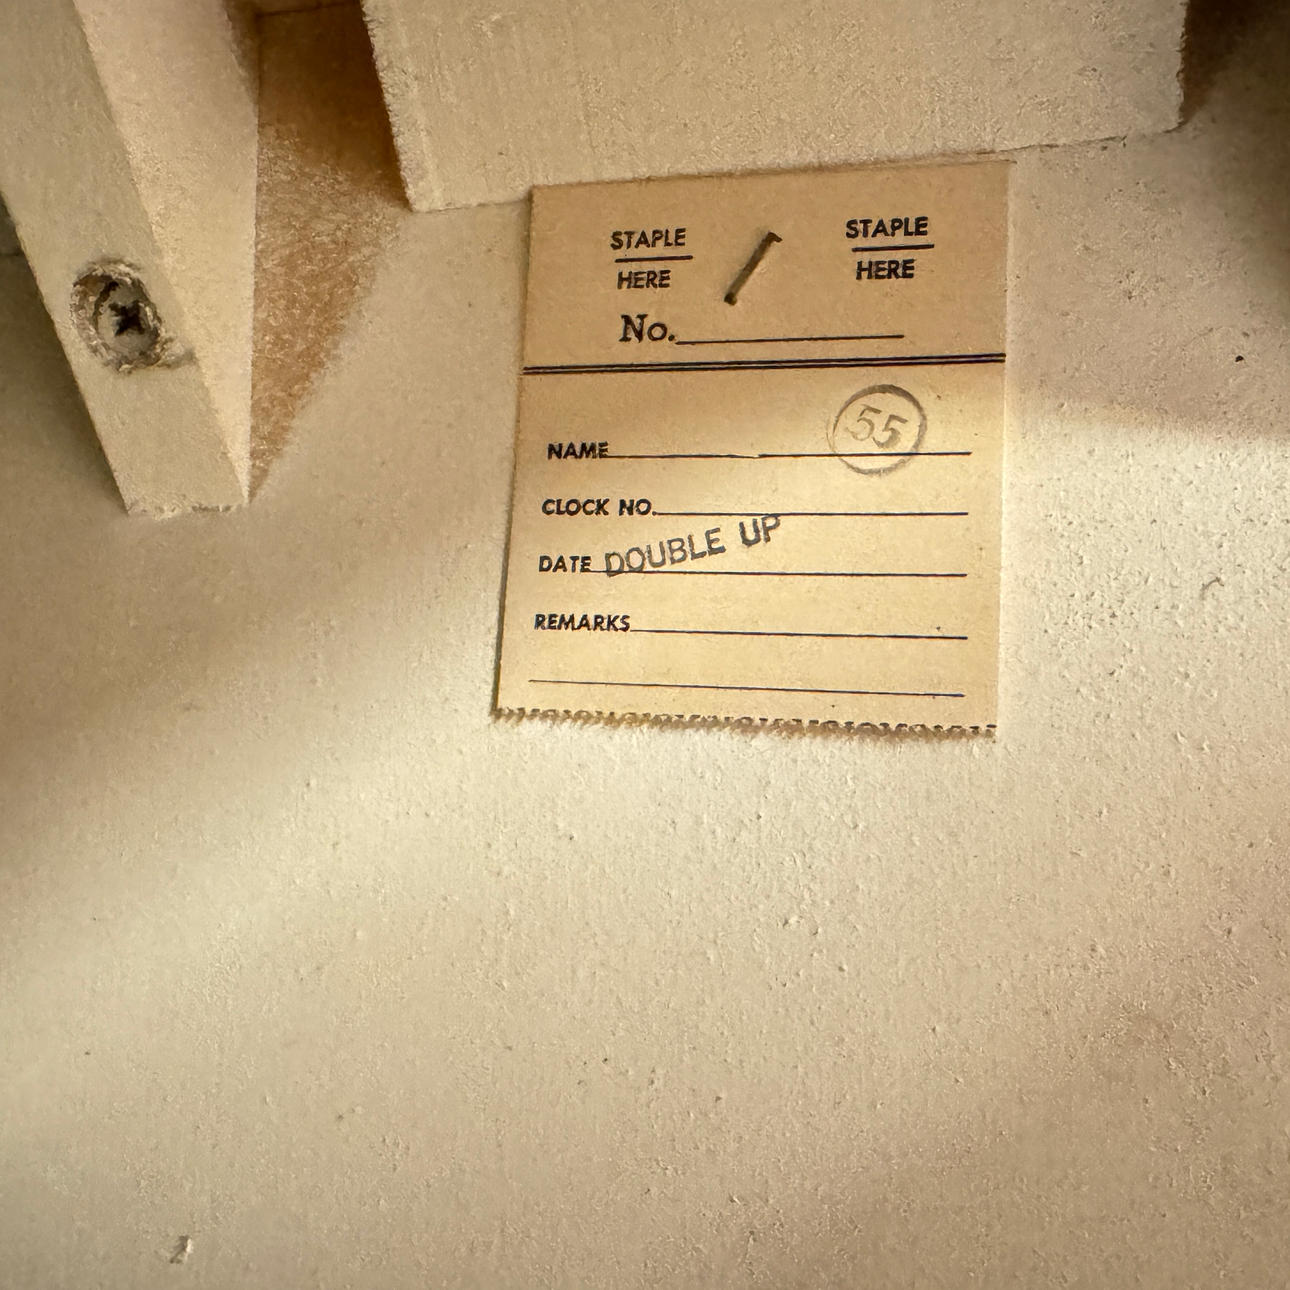 STAPLE STAPLE
HERE HERE
No.
55
NAME
CLOCK NO.
DATE DOUBLE UP
REMARKS